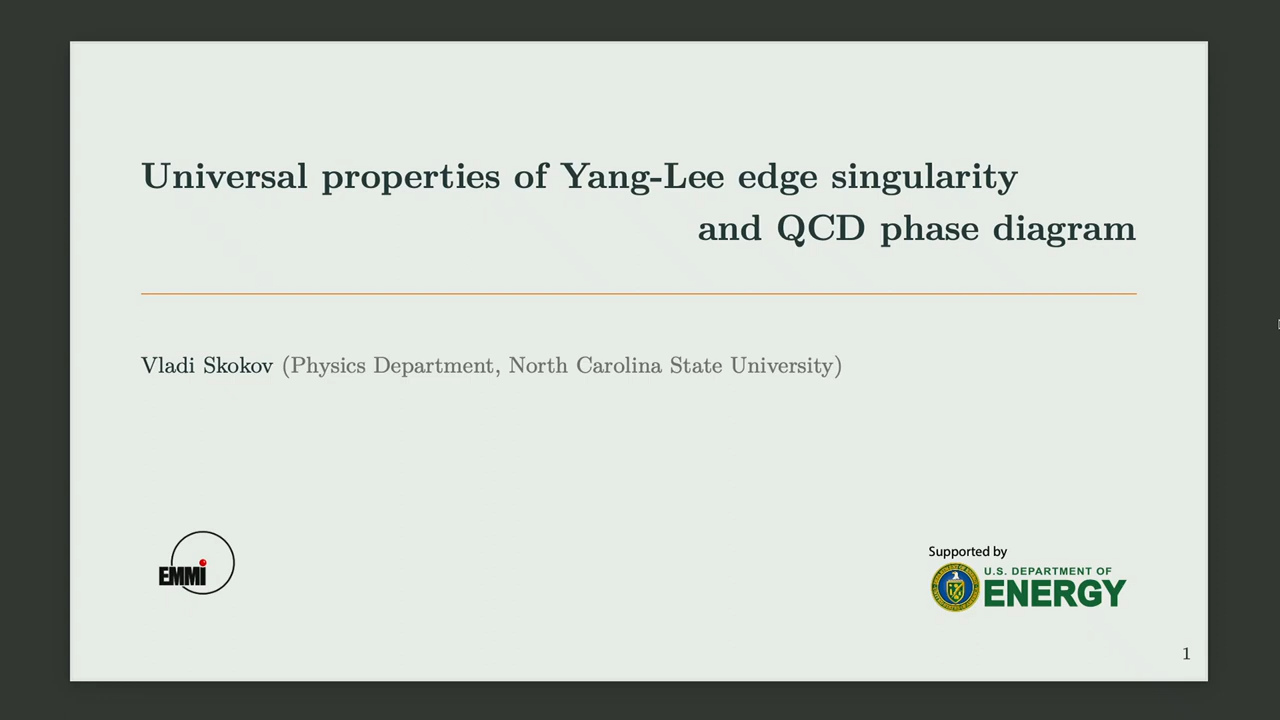 Universal properties of Yang-Lee edge singularity
and QCD phase diagram
Vladi Skokov (Physics Department, North Carolina State University)
EMMi
Supported by
U.S. DEPARTMENT OF
ENERGY
1